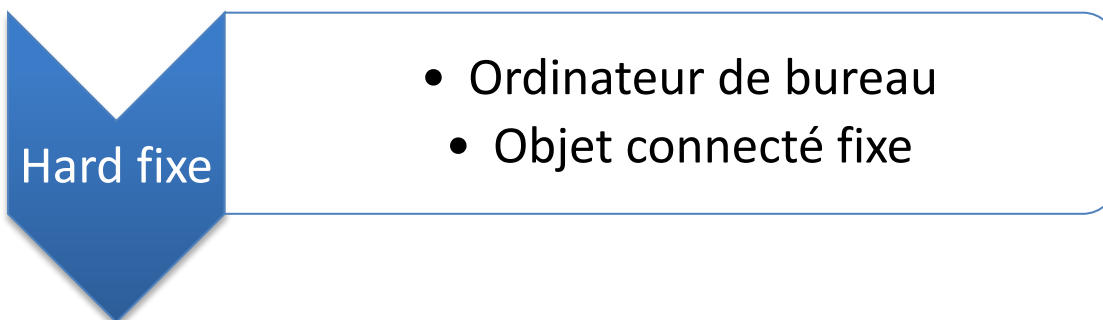 Hard fixe
• Ordinateur de bureau
• Objet connecté fixe